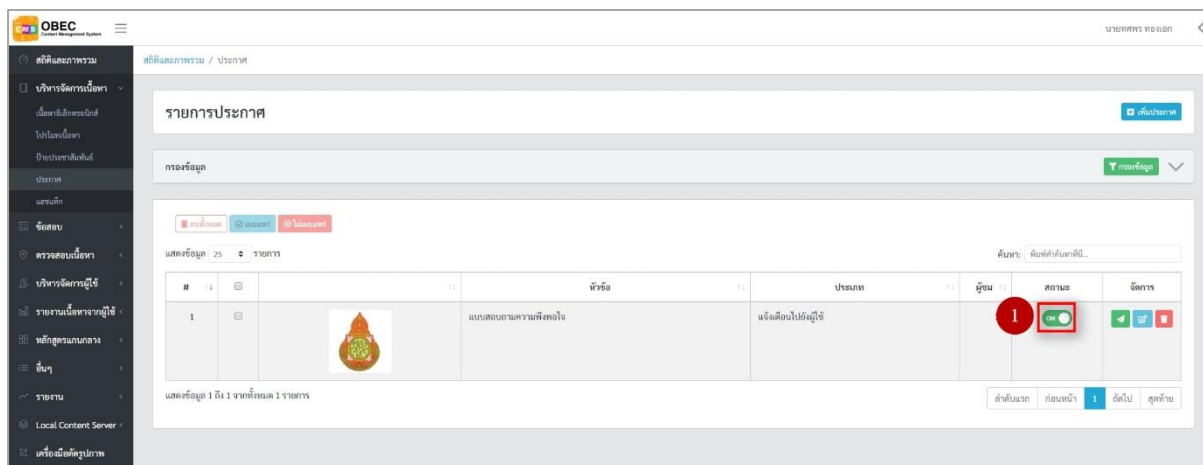 CMS OBEC
Content Management System
นายทศพร ทองเอก
สถิติและภาพรวม
สถิติและภาพรวม / ประกาศ
บริหารจัดการเนื้อหา
เนื้อหาอิเล็กทรอนิกส์
โปรโมทเนื้อหา
ป้ายประชาสัมพันธ์
ประกาศ
แฮชแท็ก
ข้อสอบ
ตรวจสอบเนื้อหา
บริหารจัดการผู้ใช้
รายงานเนื้อหาจากผู้ใช้
หลักสูตรแกนกลาง
อื่นๆ
รายงาน
Local Content Server
เครื่องมือตัดรูปภาพ
รายการประกาศ
เพิ่มประกาศ
กรองข้อมูล
กรองข้อมูล
ลบทั้งหมด เผยแพร่ ไม่เผยแพร่
แสดงข้อมูล 25 รายการ
ค้นหา: พิมพ์คำค้นหาที่นี่...
# หัวข้อ ประเภท ผู้ชม สถานะ จัดการ
1 แบบสอบถามความพึงพอใจ แจ้งเตือนไปยังผู้ใช้ 1 ON
แสดงข้อมูล 1 ถึง 1 จากทั้งหมด 1 รายการ
ลำดับแรก ก่อนหน้า 1 ถัดไป สุดท้าย